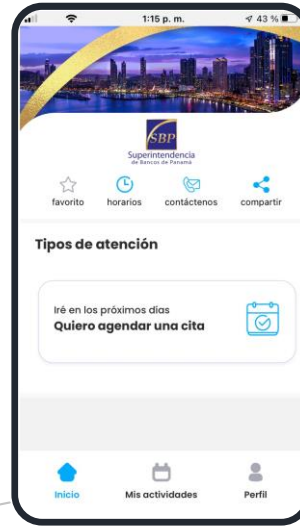 1:15 p. m.
43 %
SBP
Superintendencia
de Bancos de Panamá
favorito
horarios
contáctenos
compartir
Tipos de atención
Iré en los próximos días
Quiero agendar una cita
Inicio
Mis actividades
Perfil